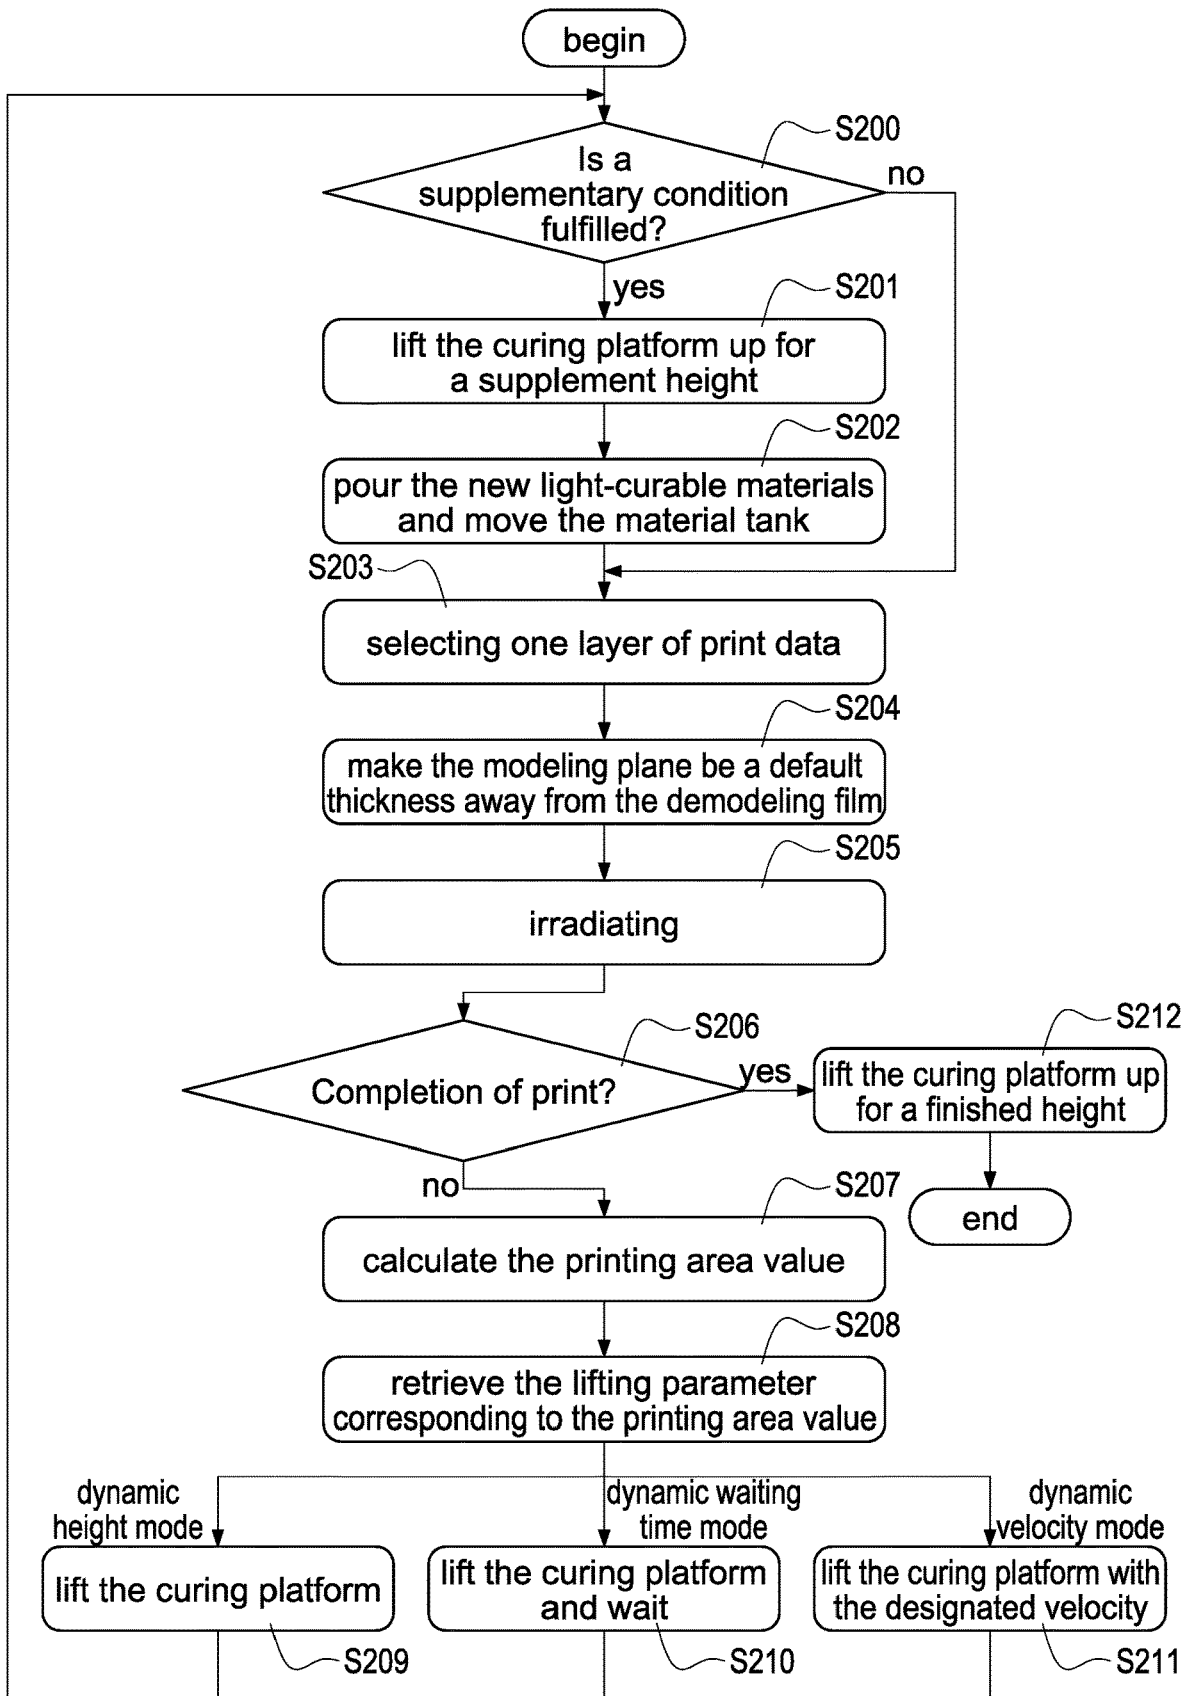 begin
S200
Is a
supplementary condition
fulfilled?
no
yes
S201
lift the curing platform up for
a supplement height
S202
pour the new light-curable materials
and move the material tank
S203
selecting one layer of print data
S204
make the modeling plane be a default
thickness away from the demodeling film
S205
irradiating
S206
Completion of print?
yes
S212
lift the curing platform up
for a finished height
end
no
S207
calculate the printing area value
S208
retrieve the lifting parameter
corresponding to the printing area value
dynamic
height mode
dynamic waiting
time mode
dynamic
velocity mode
lift the curing platform
S209
lift the curing platform
and wait
S210
lift the curing platform with
the designated velocity
S211